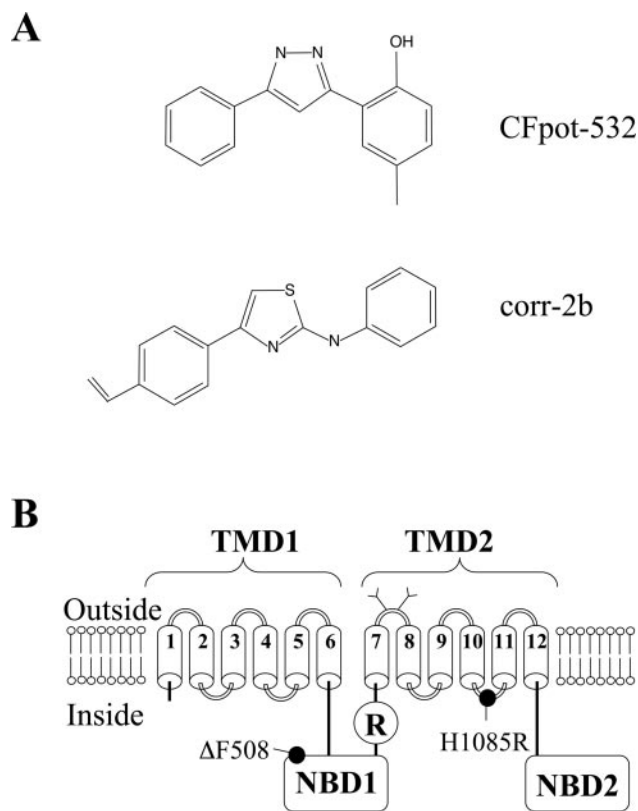 A
N
N
OH
CFpot-532
S
N
N
corr-2b
B
TMD1 TMD2
Outside
1 2 3 4 5 6 7 8 9 10 11 12
Inside
R
ΔF508
H1085R
NBD1
NBD2